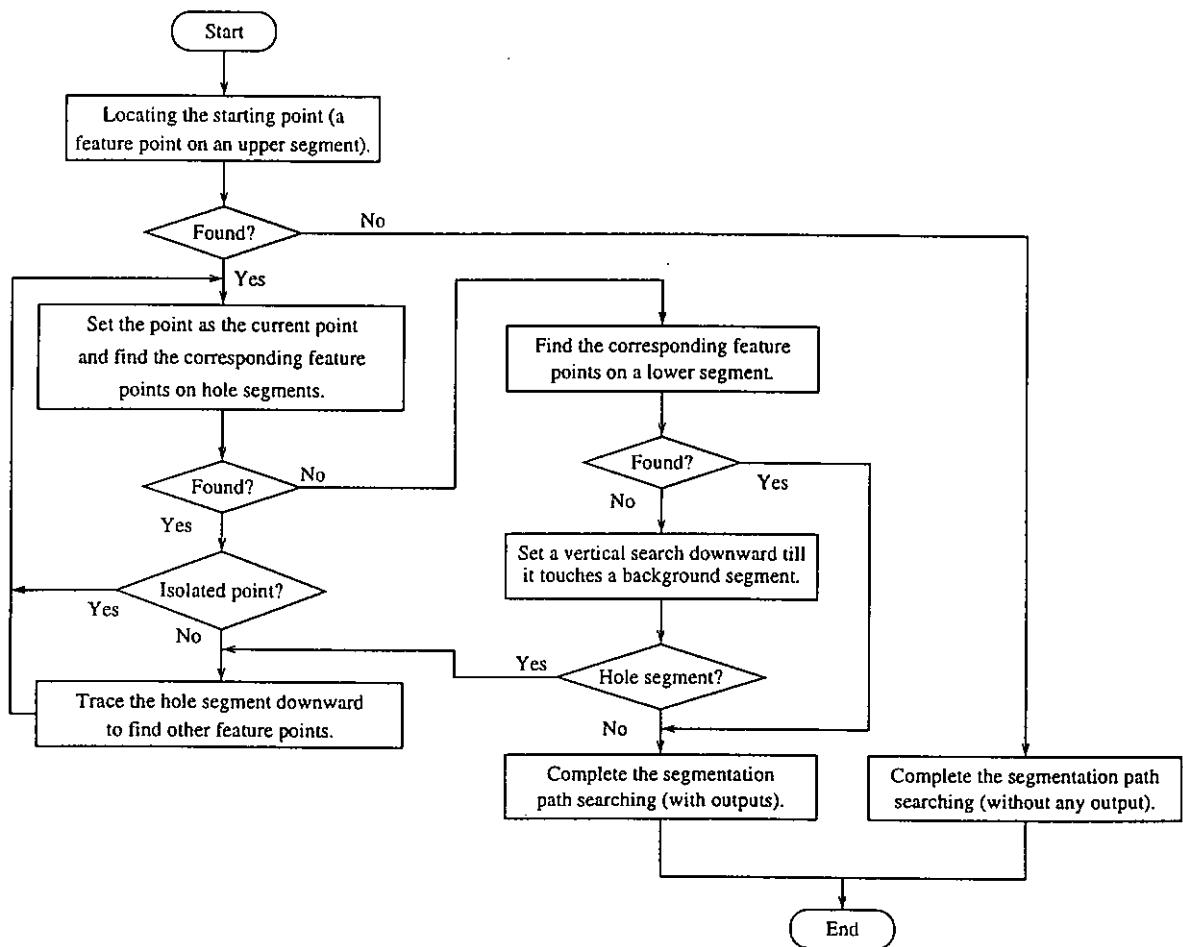 Start
Locating the starting point (a
feature point on an upper segment).
Found?
No
Yes
Set the point as the current point
and find the corresponding feature
points on hole segments.
Found?
No
Yes
Isolated point?
Yes
No
Trace the hole segment downward
to find other feature points.
Find the corresponding feature
points on a lower segment.
Found?
Yes
No
Set a vertical search downward till
it touches a background segment.
Hole segment?
Yes
No
Complete the segmentation path
path searching (with outputs).
Complete the segmentation path
searching (without any output).
End